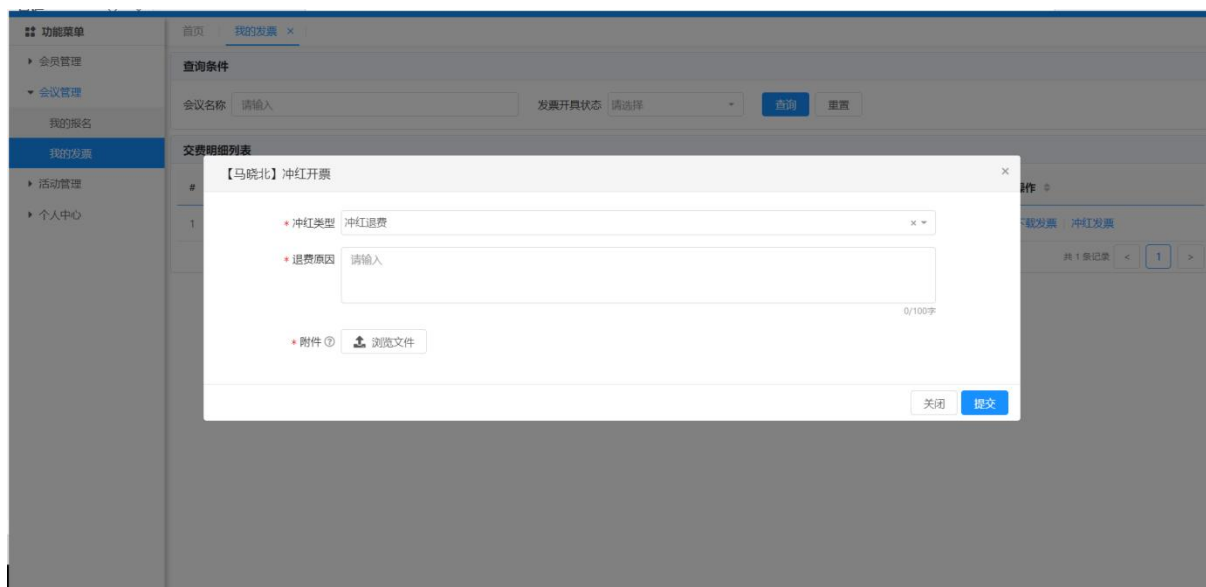 功能菜单
首页 我的发票 ×
会员管理
查询条件
会议管理
会议名称 请输入 发票开具状态 请选择 查询 重置
我的报名
我的发票
交费明细列表
【马晓北】冲红开票 ×
活动管理
#
个人中心
1
* 冲红类型 冲红退费 ×
下载发票 冲红发票
* 退费原因 请输入
共 1 条记录 < 1 >
0/100字
* 附件 ? 浏览文件
关闭 提交